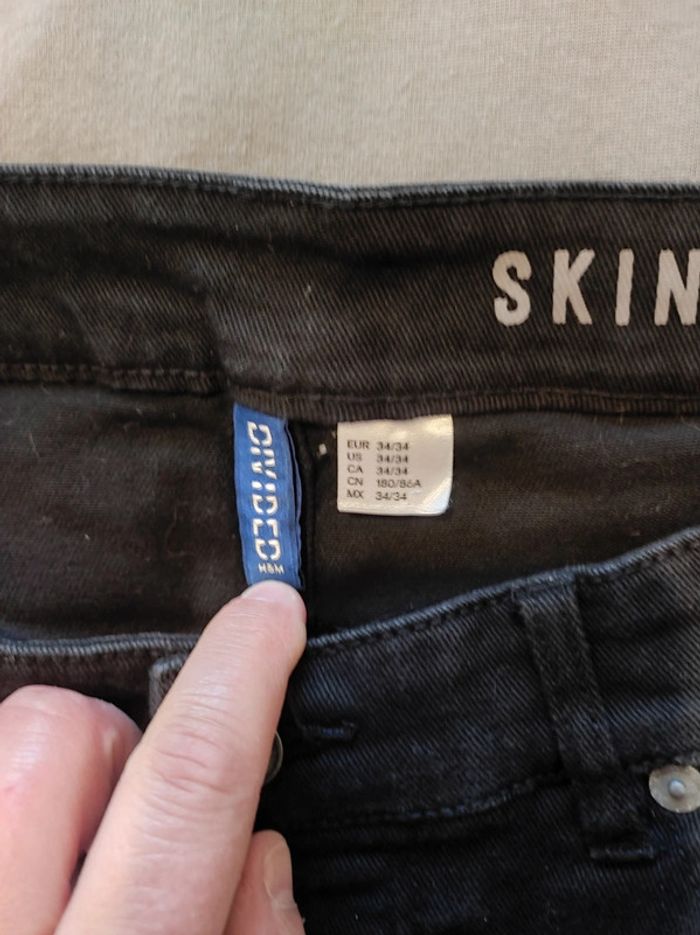 SKIN
DIVIDED
H&M
EUR 34/34
US 34/34
CA 34/34
CN 180/86A
MX 34/34